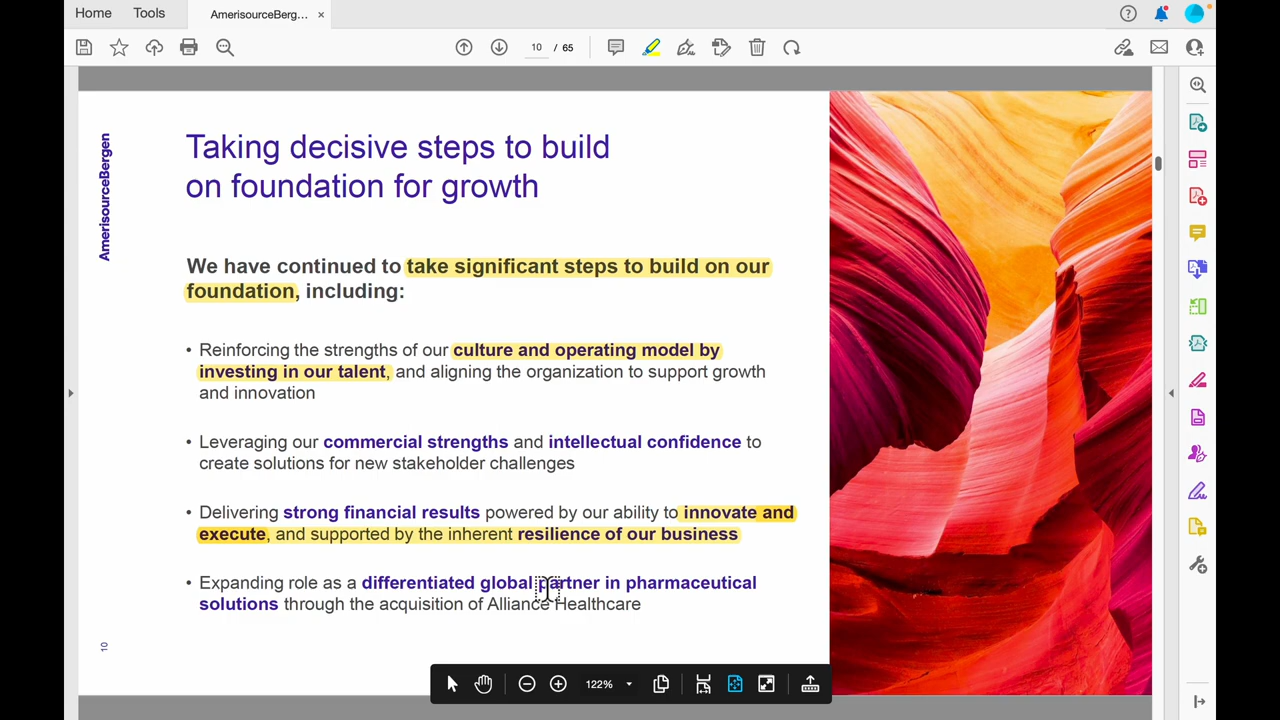 Home Tools AmerisourceBerg... ×
10 / 65
AmerisourceBergen
Taking decisive steps to build
on foundation for growth
We have continued to take significant steps to build on our
foundation, including:
• Reinforcing the strengths of our culture and operating model by
investing in our talent, and aligning the organization to support growth
and innovation
• Leveraging our commercial strengths and intellectual confidence to
create solutions for new stakeholder challenges
• Delivering strong financial results powered by our ability to innovate and
execute, and supported by the inherent resilience of our business
• Expanding role as a differentiated global partner in pharmaceutical
solutions through the acquisition of Alliance Healthcare
10
122%